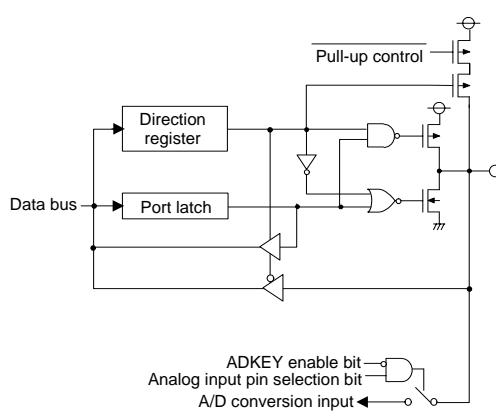 Pull-up control
Direction
register
Data bus
Port latch
ADKEY enable bit
Analog input pin selection bit
A/D conversion input